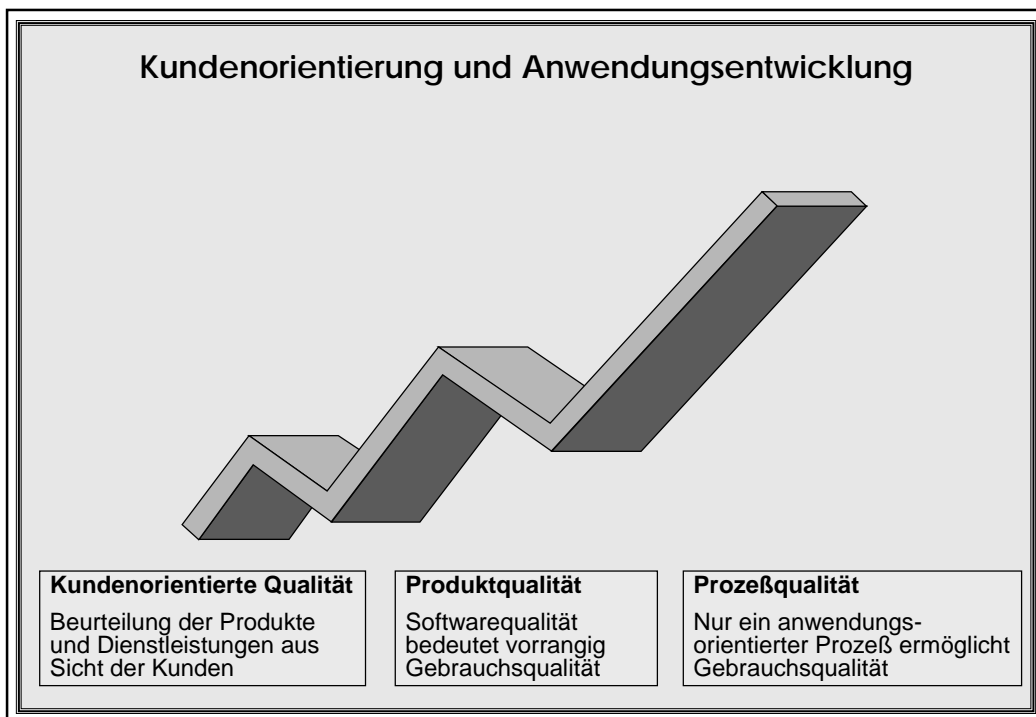 Kundenorientierung und Anwendungsentwicklung
Kundenorientierte Qualität
Beurteilung der Produkte
und Dienstleistungen aus
Sicht der Kunden
Produktqualität
Softwarequalität
bedeutet vorrangig
Gebrauchsqualität
Prozeßqualität
Nur ein anwendungs-
orientierter Prozeß ermöglicht
Gebrauchsqualität